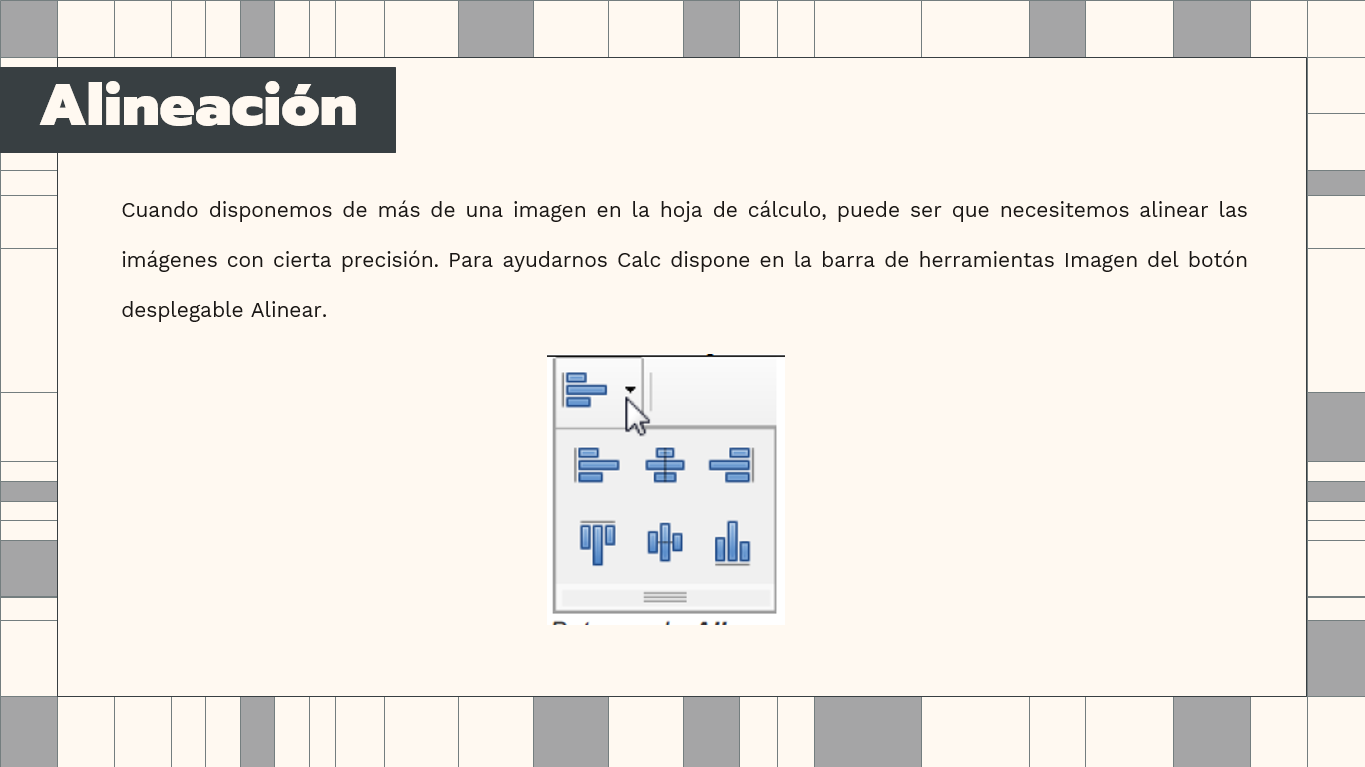 Alineación
Cuando disponemos de más de una imagen en la hoja de cálculo, puede ser que necesitemos alinear las
imágenes con cierta precisión. Para ayudarnos Calc dispone en la barra de herramientas Imagen del botón
desplegable Alinear.